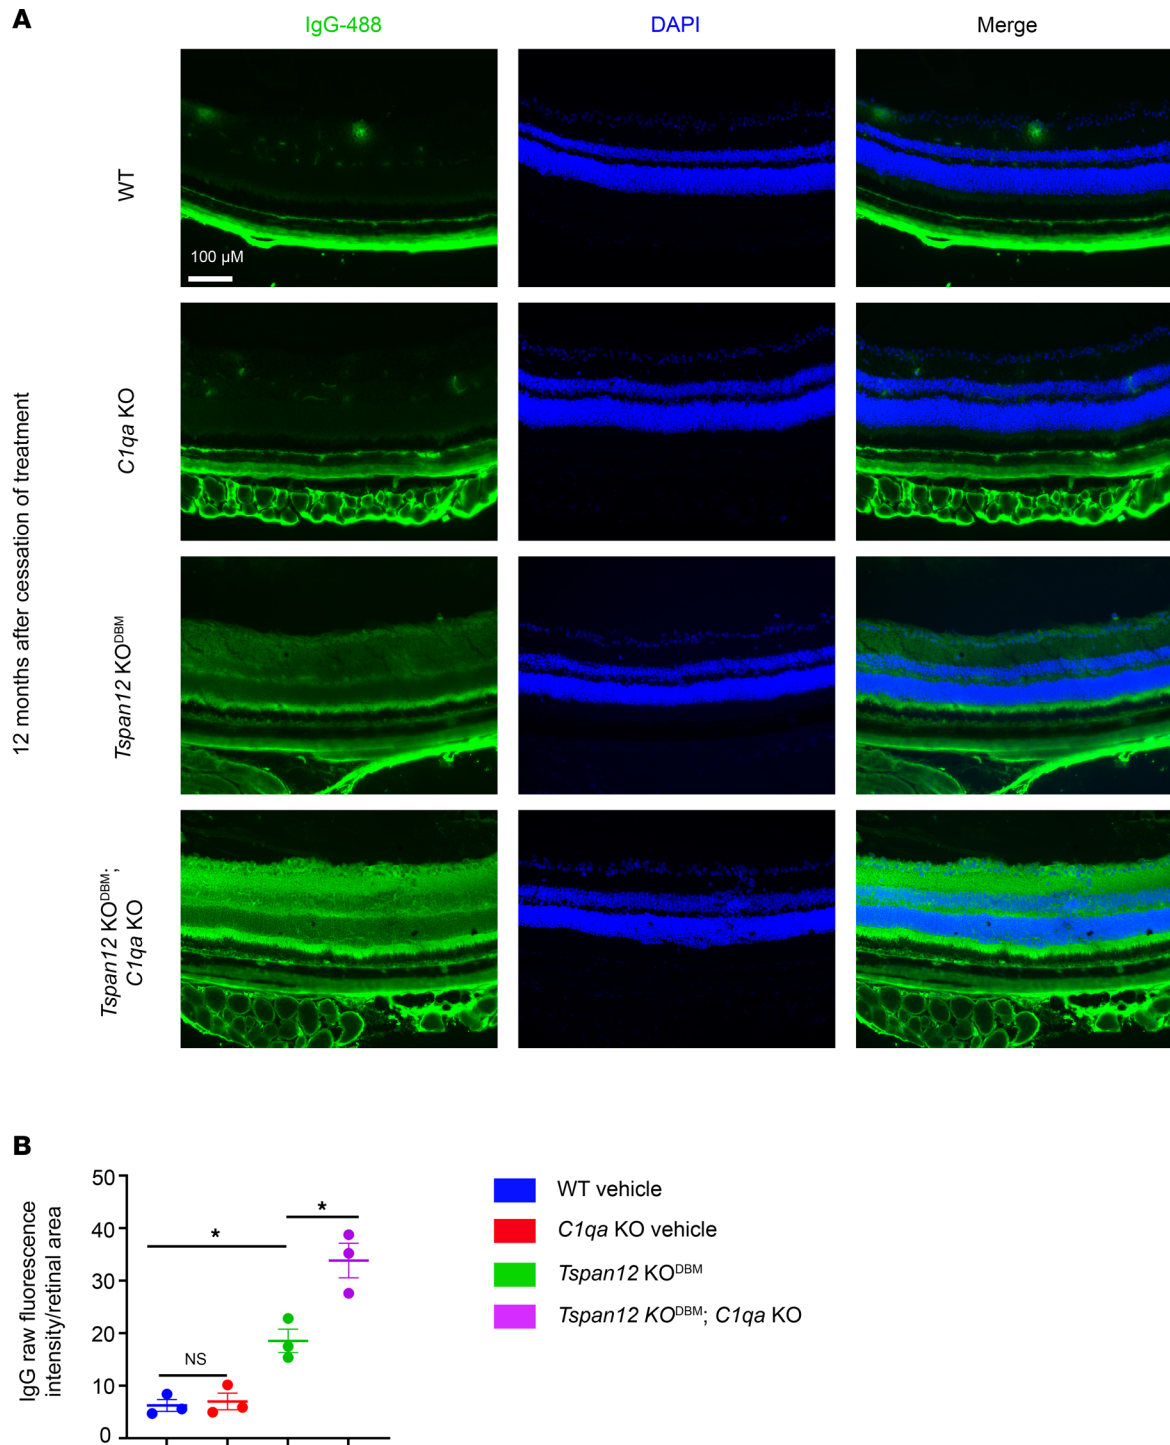 A
IgG-488
DAPI
Merge
12 months after cessation of treatment
WT
100 µM
C1qa KO
Tspan12 KODBM
Tspan12 KODBM;
C1qa KO
B
IgG raw fluorescence
intensity/retinal area
50
40
30
20
10
0
NS
*
*
WT vehicle
C1qa KO vehicle
Tspan12 KODBM
Tspan12 KODBM; C1qa KO